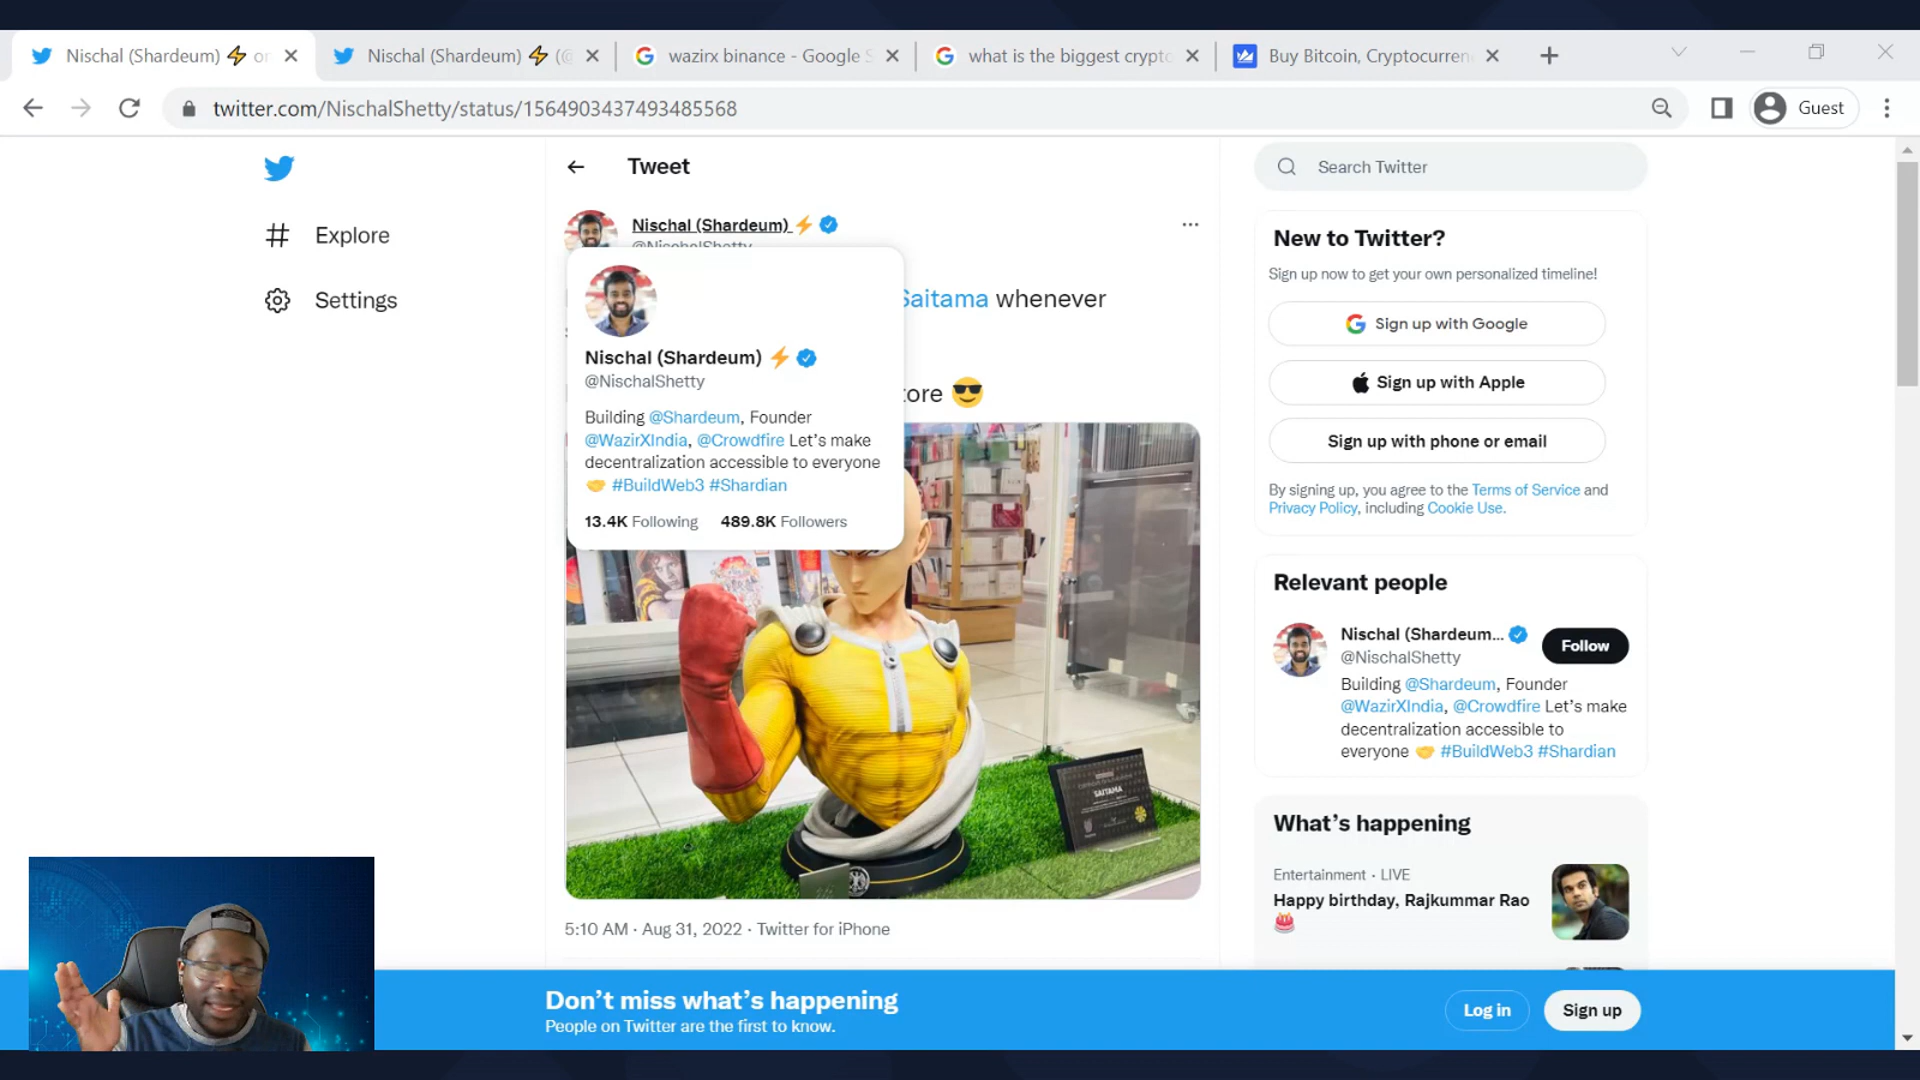 Nischal (Shardeum) ⚡ on
Nischal (Shardeum) ⚡ (@
wazirx binance - Google S
what is the biggest crypto
Buy Bitcoin, Cryptocurren
twitter.com/NischalShetty/status/1564903437493485568
Guest
Tweet
Search Twitter
Explore
Settings
Nischal (Shardeum) ⚡
@NischalShetty
Saitama whenever
tore 😎
Nischal (Shardeum) ⚡
@NischalShetty
Building @Shardeum, Founder
@WazirXIndia, @Crowdfire Let's make
decentralization accessible to everyone
🤝 #BuildWeb3 #Shardian
13.4K Following 489.8K Followers
SAITAMA
5:10 AM · Aug 31, 2022 · Twitter for iPhone
New to Twitter?
Sign up now to get your own personalized timeline!
Sign up with Google
Sign up with Apple
Sign up with phone or email
By signing up, you agree to the Terms of Service and
Privacy Policy, including Cookie Use.
Relevant people
Nischal (Shardeum...
@NischalShetty
Follow
Building @Shardeum, Founder
@WazirXIndia, @Crowdfire Let's make
decentralization accessible to
everyone 🤝 #BuildWeb3 #Shardian
What's happening
Entertainment · LIVE
Happy birthday, Rajkummar Rao
🎂
Don't miss what's happening
People on Twitter are the first to know.
Log in
Sign up